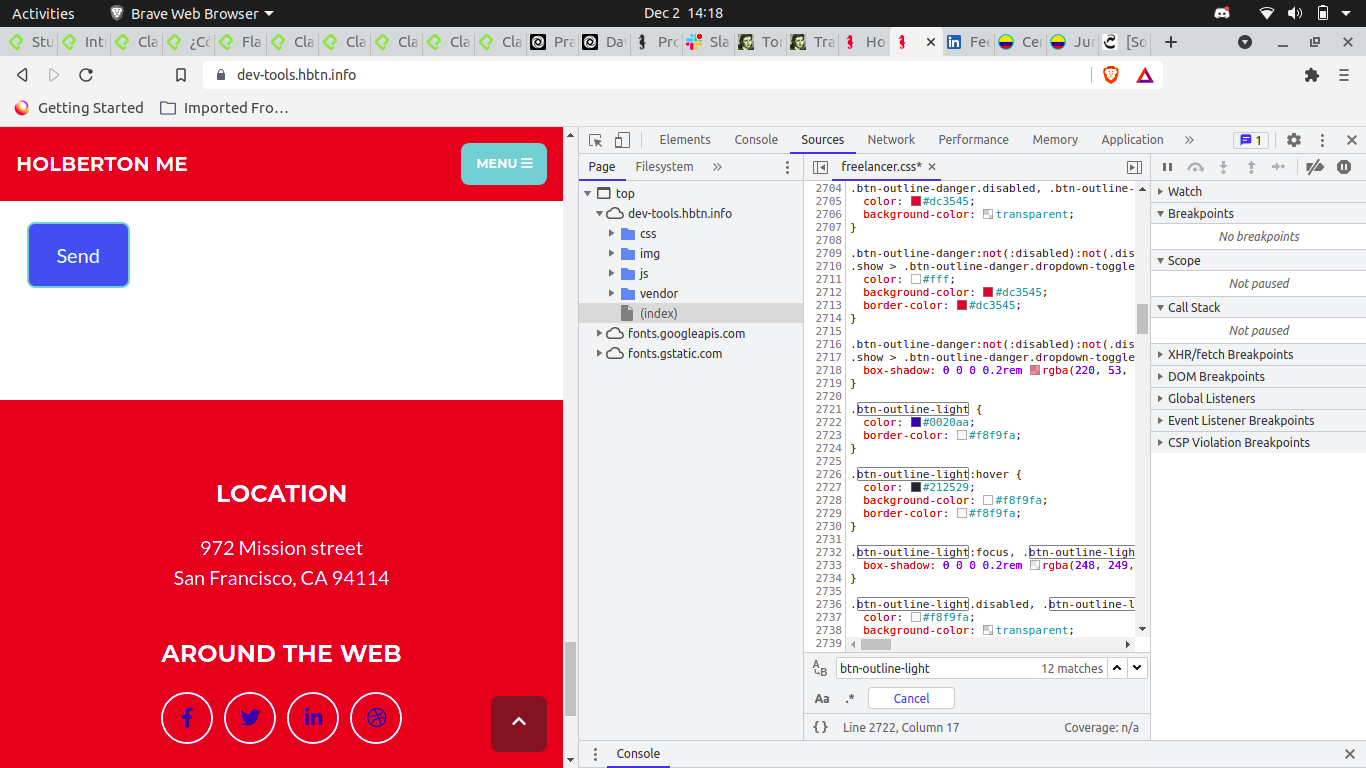 Activities
Brave Web Browser
Dec 2 14:18
Stu
Intr
Cla
¿Có
Fla
Cla
Cla
Cla
Cla
Cla
Pra
Dav
Pro
Sla
Tor
Tra
Ho
Fee
Cer
Jur
[So
dev-tools.hbtn.info
Getting Started
Imported Fro…
HOLBERTON ME
MENU
Send
LOCATION
972 Mission street
San Francisco, CA 94114
AROUND THE WEB
Elements
Console
Sources
Network
Performance
Memory
Application
1
Page
Filesystem
top
dev-tools.hbtn.info
css
img
js
vendor
(index)
fonts.googleapis.com
fonts.gstatic.com
freelancer.css*
2704 .btn-outline-danger.disabled, .btn-outline-
2705 color: #dc3545;
2706 background-color: transparent;
2707 }
2708
2709 .btn-outline-danger:not(:disabled):not(.dis
2710 .show > .btn-outline-danger.dropdown-toggle
2711 color: #fff;
2712 background-color: #dc3545;
2713 border-color: #dc3545;
2714 }
2715
2716 .btn-outline-danger:not(:disabled):not(.dis
2717 .show > .btn-outline-danger.dropdown-toggle
2718 box-shadow: 0 0 0 0.2rem rgba(220, 53,
2719 }
2720
2721 .btn-outline-light {
2722 color: #0020aa;
2723 border-color: #f8f9fa;
2724 }
2725
2726 .btn-outline-light:hover {
2727 color: #212529;
2728 background-color: #f8f9fa;
2729 border-color: #f8f9fa;
2730 }
2731
2732 .btn-outline-light:focus, .btn-outline-ligh
2733 box-shadow: 0 0 0 0.2rem rgba(248, 249,
2734 }
2735
2736 .btn-outline-light.disabled, .btn-outline-l
2737 color: #f8f9fa;
2738 background-color: transparent;
2739
btn-outline-light
12 matches
Aa
.*
Cancel
{} Line 2722, Column 17
Coverage: n/a
Watch
Breakpoints
No breakpoints
Scope
Not paused
Call Stack
Not paused
XHR/fetch Breakpoints
DOM Breakpoints
Global Listeners
Event Listener Breakpoints
CSP Violation Breakpoints
Console